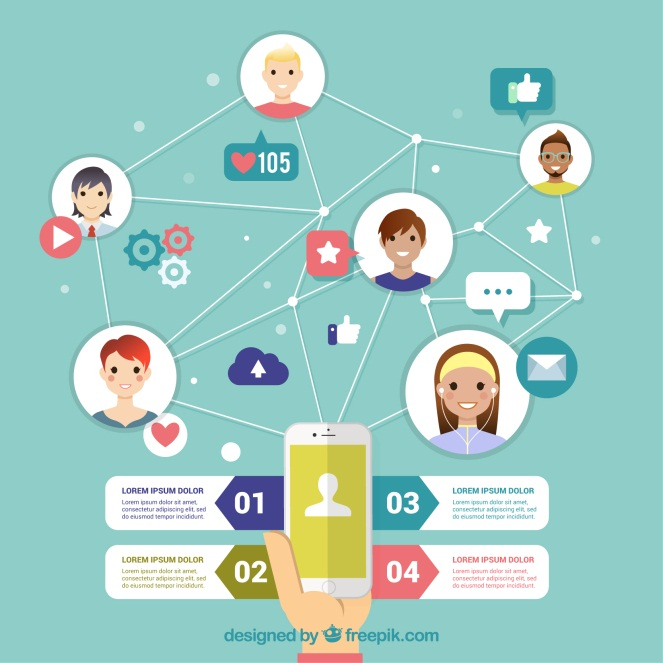 105
LOREM IPSUM DOLOR
Lorem ipsum dolor sit amet,
consectetur adipiscing elit, sed do
eiusmod tempor incididunt.
01
03
LOREM IPSUM DOLOR
Lorem ipsum dolor sit amet,
consectetur adipiscing elit, sed do
eiusmod tempor incididunt.
LOREM IPSUM DOLOR
Lorem ipsum dolor sit amet,
consectetur adipiscing elit, sed do
eiusmod tempor incididunt.
02
04
LOREM IPSUM DOLOR
Lorem ipsum dolor sit amet,
consectetur adipiscing elit, sed do
eiusmod tempor incididunt.
designed by freepik.com